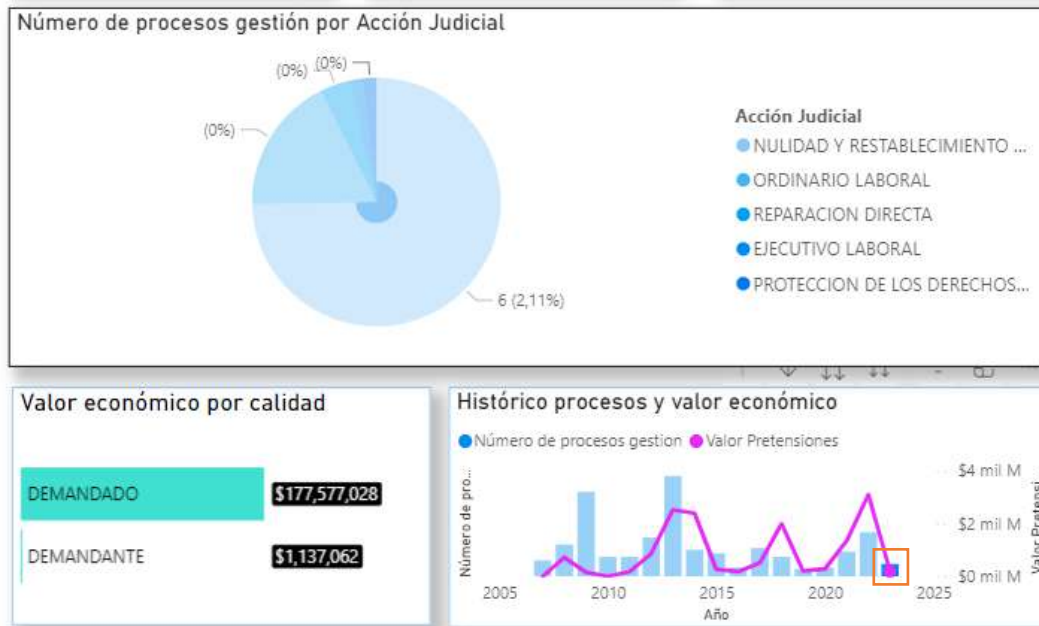 Número de procesos gestión por Acción Judicial
(0%)
(0%)
(0%)
6 (2,11%)
Acción Judicial
NULIDAD Y RESTABLECIMIENTO ...
ORDINARIO LABORAL
REPARACION DIRECTA
EJECUTIVO LABORAL
PROTECCION DE LOS DERECHOS...
Valor económico por calidad
DEMANDADO $177,577,028
DEMANDANTE $1,137,062
Histórico procesos y valor económico
Número de procesos gestion Valor Pretensiones
Número de pro...
$4 mil M
$2 mil M
$0 mil M
Valor Pretensi
2005 2010 2015 2020 2025
Año